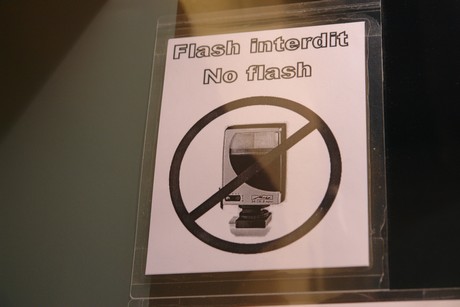 Flash interdit
No flash